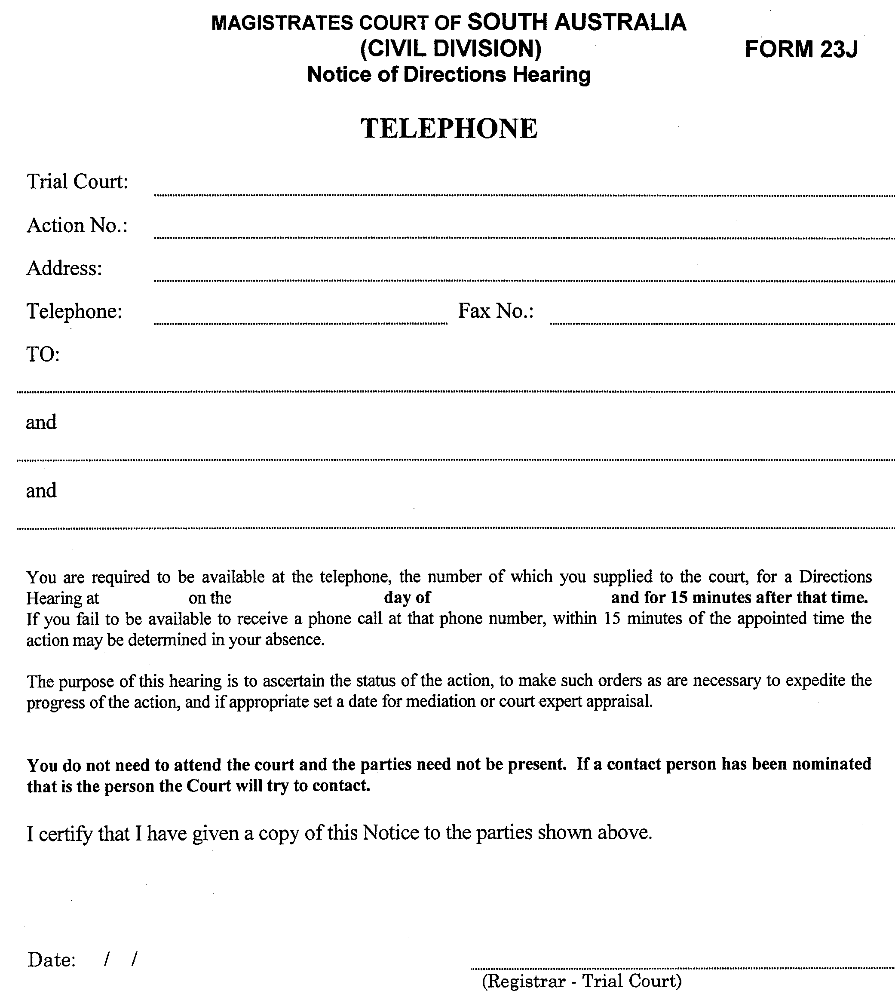 MAGISTRATES COURT OF SOUTH AUSTRALIA
(CIVIL DIVISION) FORM 23J
Notice of Directions Hearing
TELEPHONE
Trial Court:
Action No.:
Address:
Telephone: Fax No.:
TO:
and
and
You are required to be available at the telephone, the number of which you supplied to the court, for a Directions
Hearing at on the day of and for 15 minutes after that time.
If you fail to be available to receive a phone call at that phone number, within 15 minutes of the appointed time the
action may be determined in your absence.
The purpose of this hearing is to ascertain the status of the action, to make such orders as are necessary to expedite the
progress of the action, and if appropriate set a date for mediation or court expert appraisal.
You do not need to attend the court and the parties need not be present. If a contact person has been nominated
that is the person the Court will try to contact.
I certify that I have given a copy of this Notice to the parties shown above.
Date: / /
(Registrar - Trial Court)